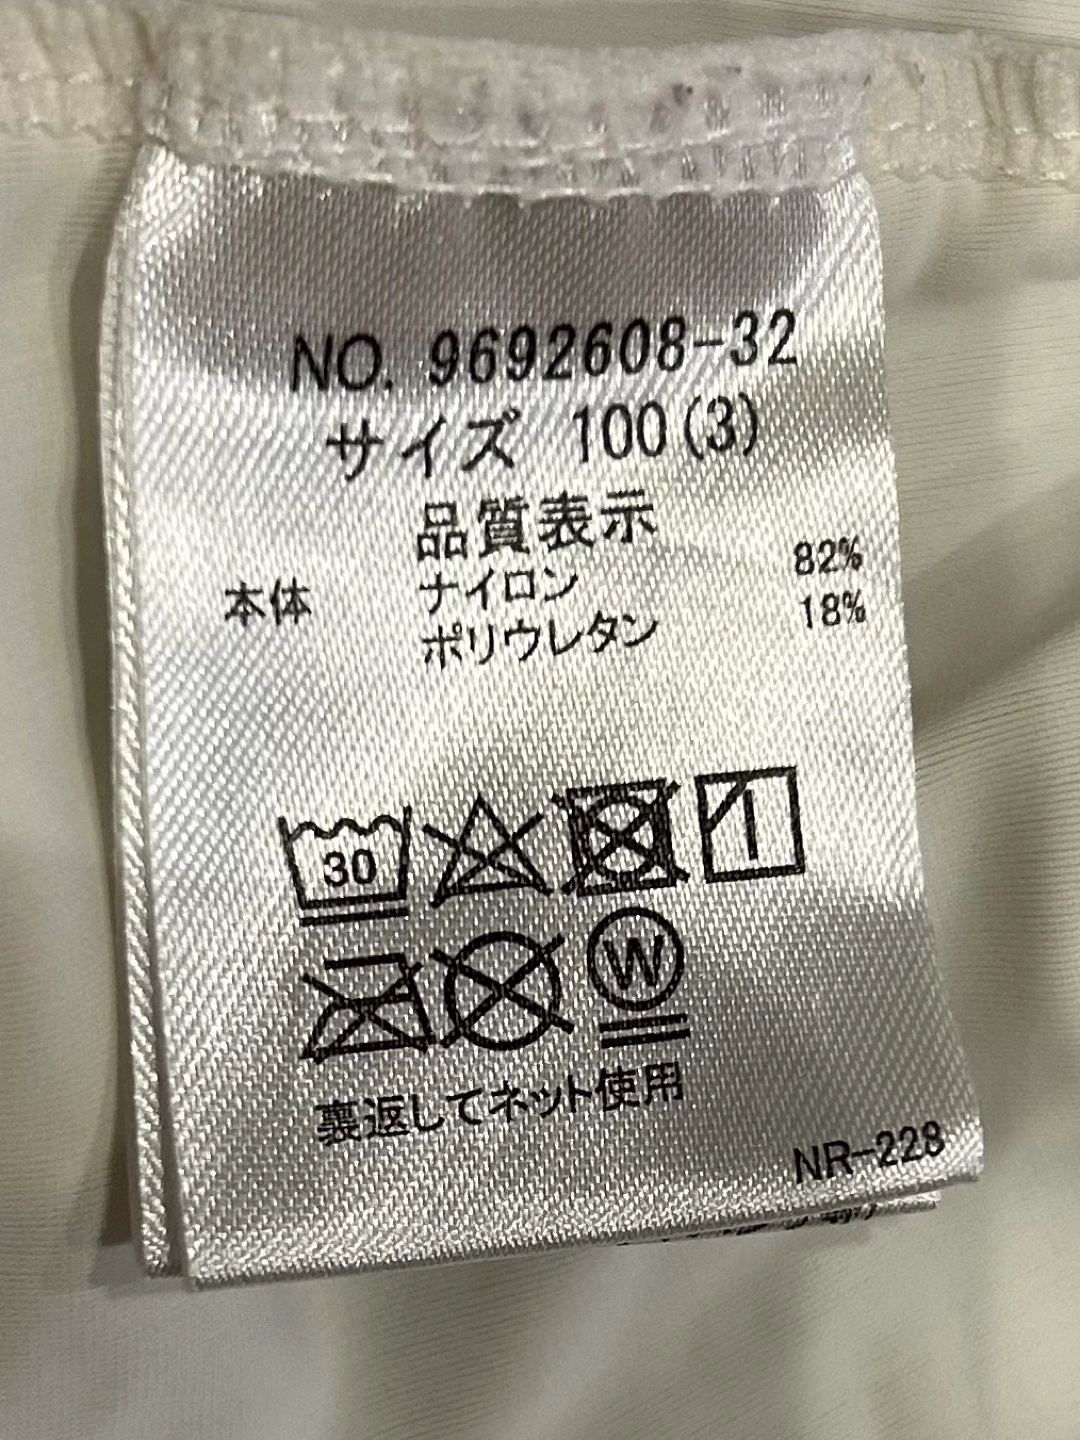 NO. 9692608-32
サイズ 100(3)
品質表示
本体 ナイロン 82%
ポリウレタン 18%
30
W
裏返してネット使用
NR-228